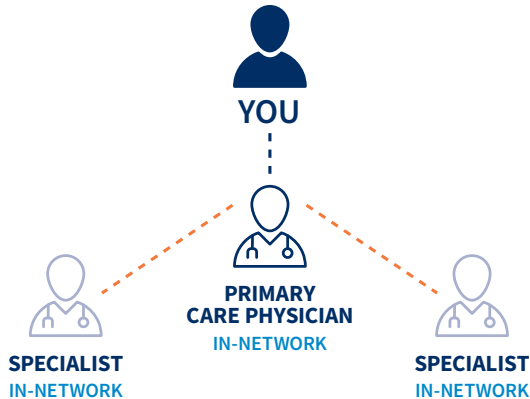 YOU
PRIMARY
CARE PHYSICIAN
IN-NETWORK
SPECIALIST
IN-NETWORK
SPECIALIST
IN-NETWORK